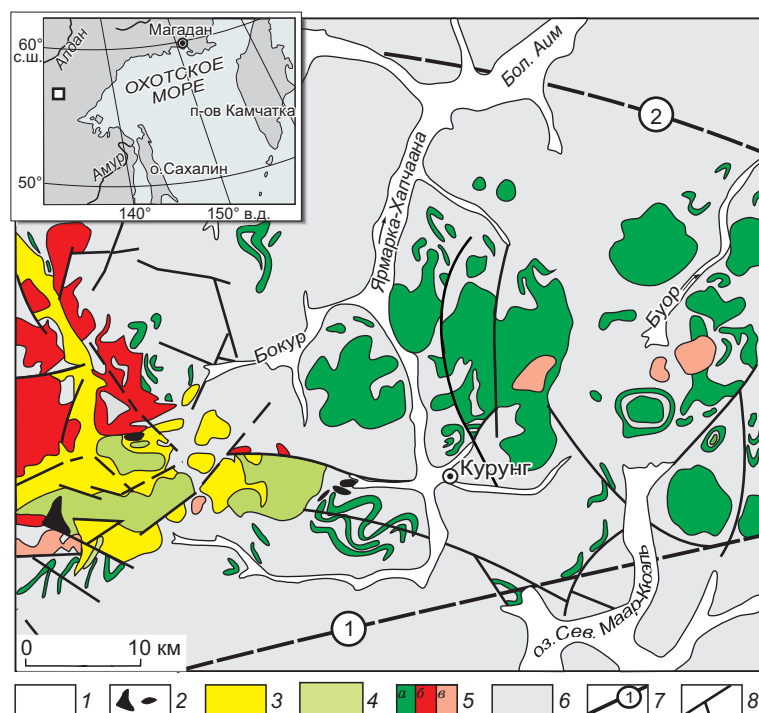 60°
с.ш.
Магадан
Алдан
ОХОТСКОЕ
МОРЕ
п-ов Камчатка
Амур
о.Сахалин
50°
140°
150° в.д.
Бол. Аим
2
Ярмарка-Хапчаана
Буор
Бокур
Курунг
1
оз. Сев. Маар-Кюэль
0 10 км
1 2 3 4 а б в 5 6 1 7 8